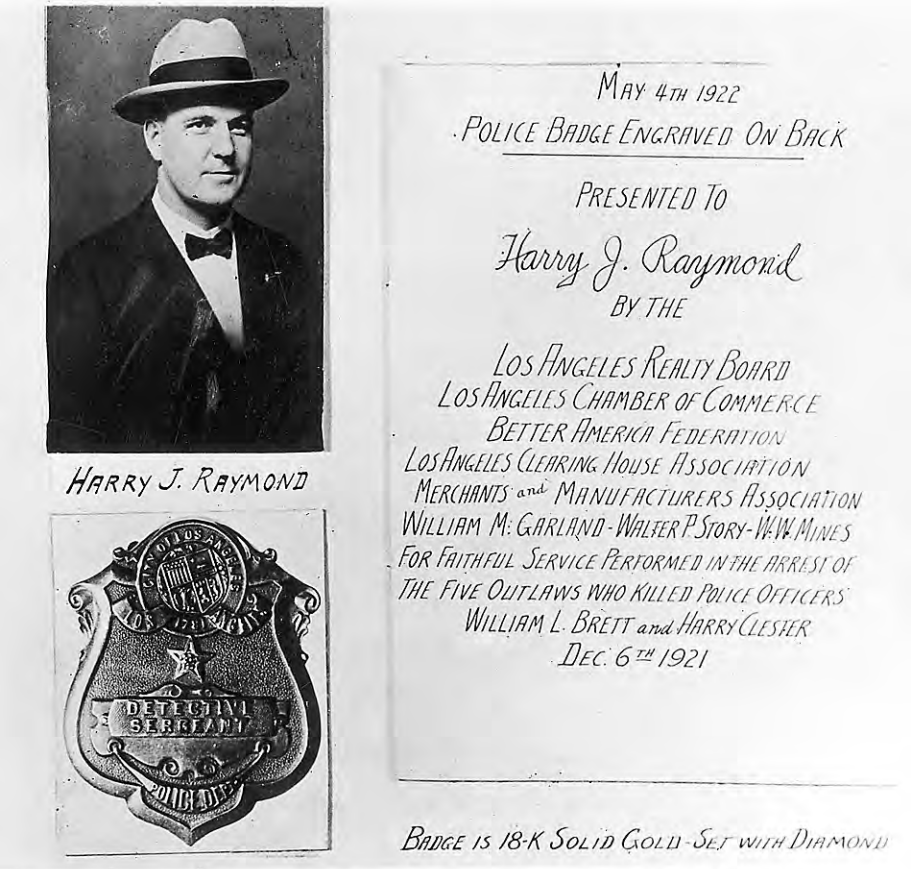 HARRY J. RAYMOND
CITY OF LOS ANGELES
LOS 1781 ANGELES
DETECTIVE
SERGEANT
POLICE DEPT
MAY 4TH 1922
POLICE BADGE ENGRAVED ON BACK
PRESENTED TO
Harry J. Raymond
BY THE
LOS ANGELES REALTY BOARD
LOS ANGELES CHAMBER OF COMMERCE
BETTER AMERICA FEDERATION
LOS ANGELES CLEARING HOUSE ASSOCIATION
MERCHANTS and MANUFACTURERS ASSOCIATION
WILLIAM M. GARLAND - WALTER P. STORY - W.W. MINES
FOR FAITHFUL SERVICE PERFORMED IN THE ARREST OF
THE FIVE OUTLAWS WHO KILLED POLICE OFFICERS
WILLIAM L. BRETT and HARRY CLESTER
DEC. 6TH 1921
BADGE IS 18-K SOLID GOLD - SET WITH DIAMOND